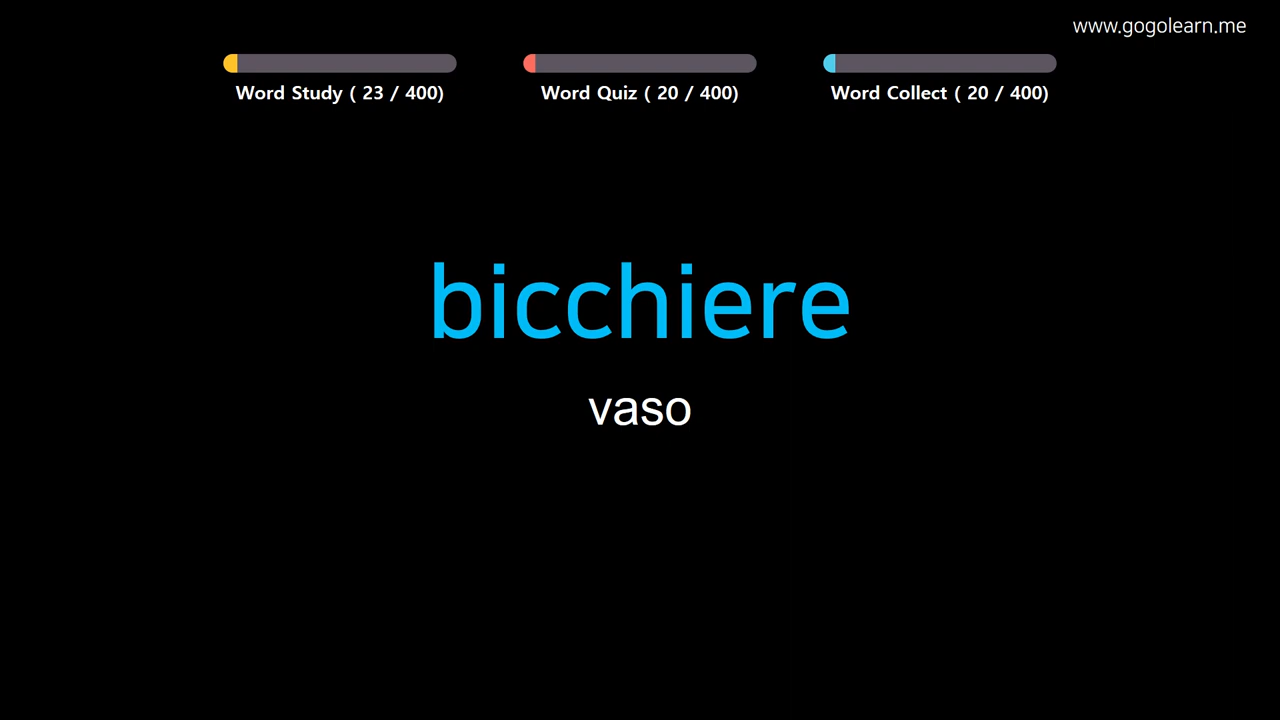 www.gogolearn.me
Word Study ( 23 / 400)
Word Quiz ( 20 / 400)
Word Collect ( 20 / 400)
bicchiere
vaso